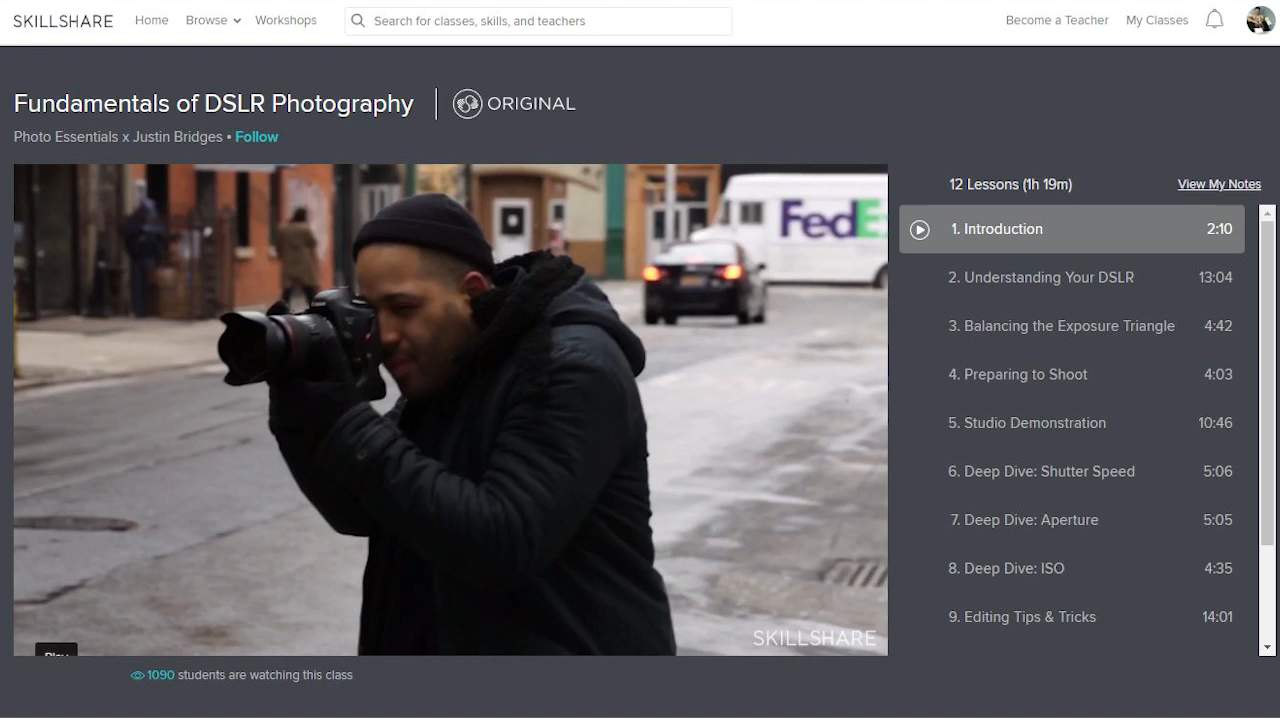 SKILLSHARE Home Browse Workshops Search for classes, skills, and teachers Become a Teacher My Classes
Fundamentals of DSLR Photography ORIGINAL
Photo Essentials x Justin Bridges • Follow
FedEx
SKILLSHARE
Play
1090 students are watching this class
12 Lessons (1h 19m) View My Notes
1. Introduction 2:10
2. Understanding Your DSLR 13:04
3. Balancing the Exposure Triangle 4:42
4. Preparing to Shoot 4:03
5. Studio Demonstration 10:46
6. Deep Dive: Shutter Speed 5:06
7. Deep Dive: Aperture 5:05
8. Deep Dive: ISO 4:35
9. Editing Tips & Tricks 14:01